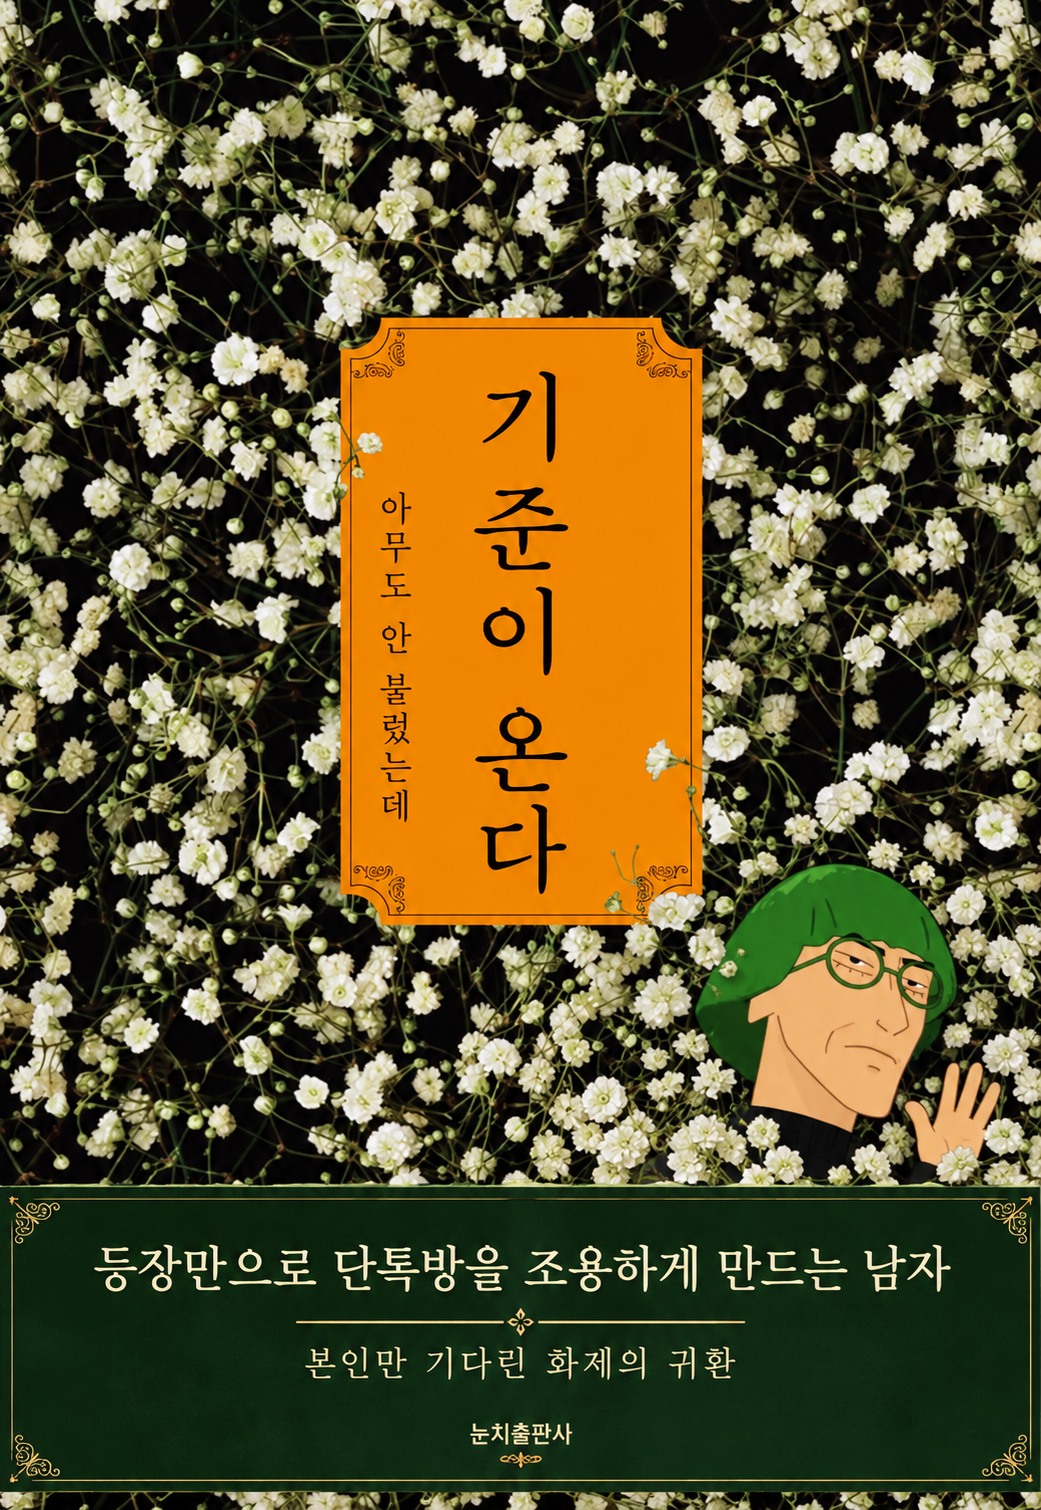 기준이 온다
아무도 안 불렀는데
등장만으로 단톡방을 조용하게 만드는 남자
본인만 기다린 화제의 귀환
눈치출판사